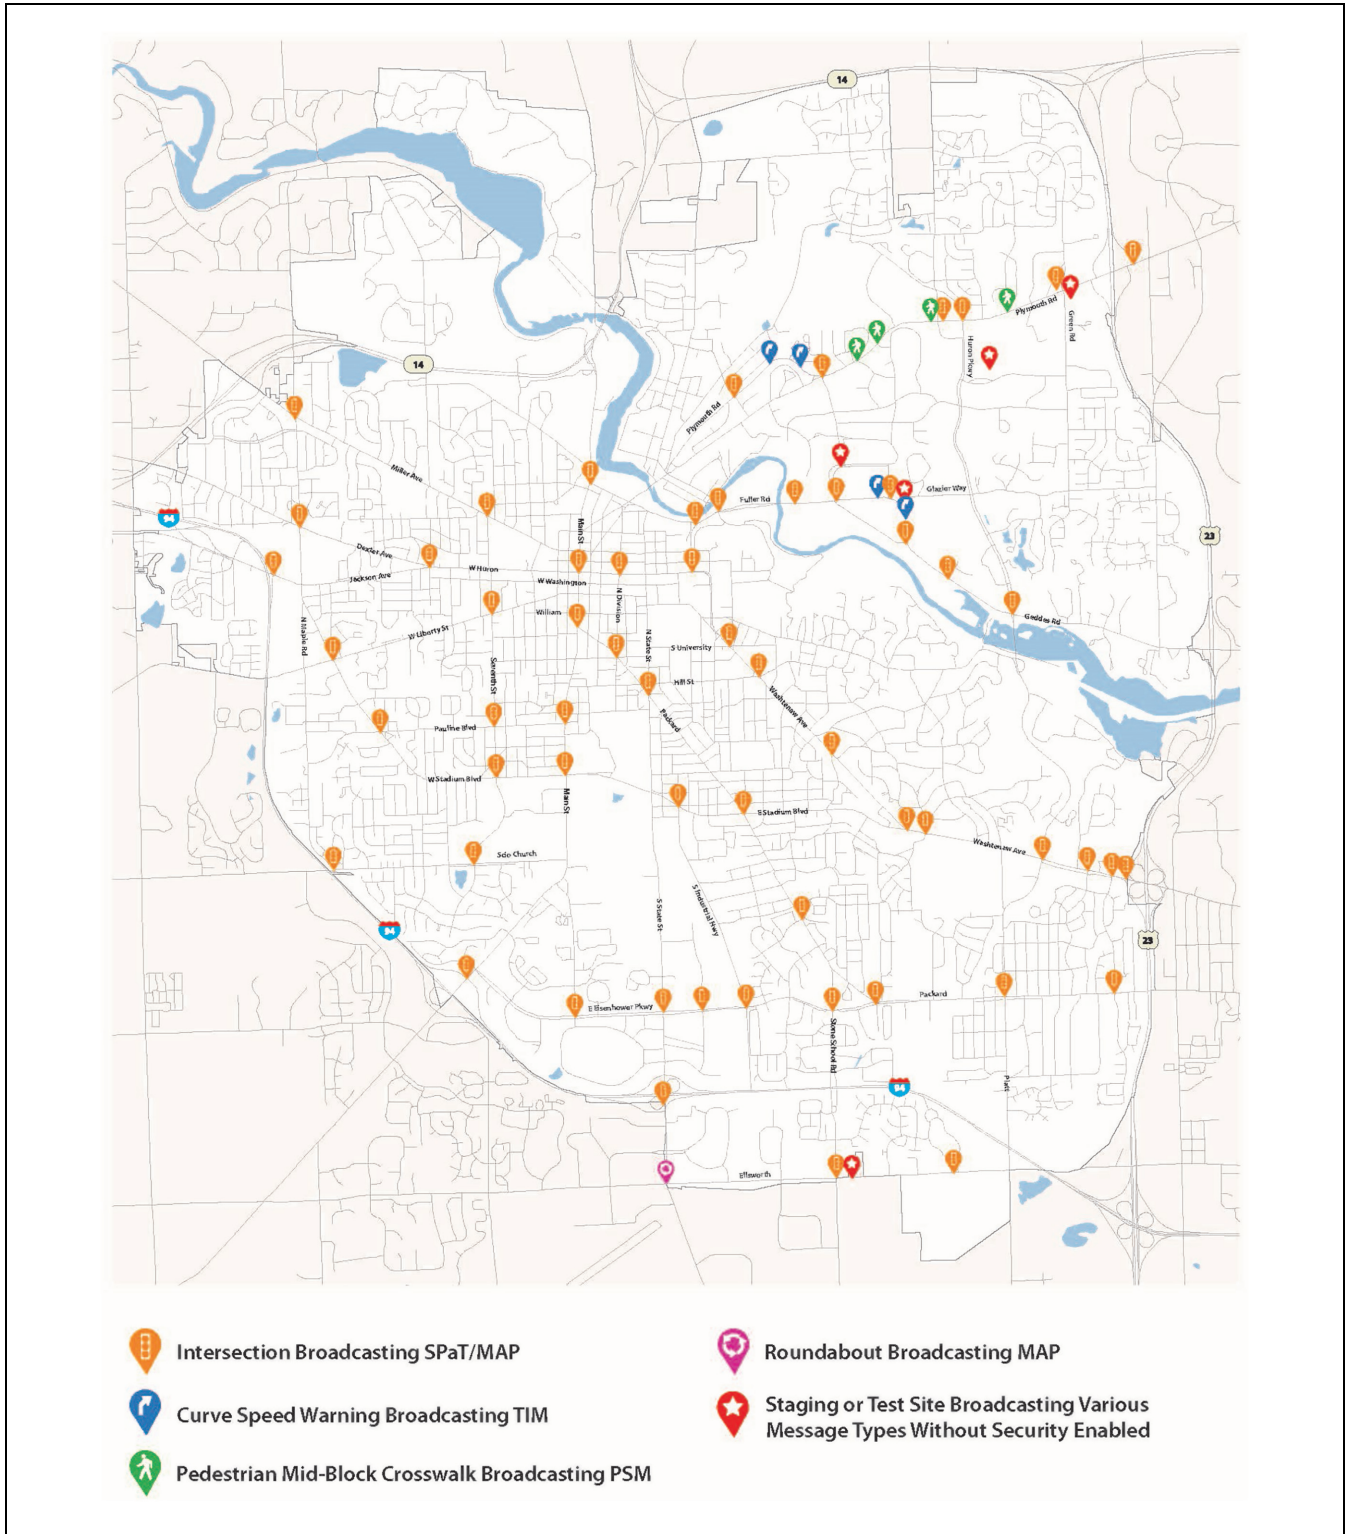 14
Plymouth Rd
Green Rd
Huron Pkwy
14
Plymouth Rd
Miller Ave
Fuller Rd
Glazier Way
94
Main St
23
Dexter Ave
Jackson Ave
W Huron
W Washington
N Division
William
Geddes Rd
N Maple Rd
W Liberty St
N State St
S University
Seventh St
Hill St
Washtenaw Ave
Packard
Pauline Blvd
W Stadium Blvd
Main St
E Stadium Blvd
Washtenaw Ave
Scio Church
S Industrial Hwy
S State St
94
23
E Eisenhower Pkwy
Packard
Stone School Rd
Platt
94
Ellsworth
Intersection Broadcasting SPaT/MAP
Curve Speed Warning Broadcasting TIM
Pedestrian Mid-Block Crosswalk Broadcasting PSM
Roundabout Broadcasting MAP
Staging or Test Site Broadcasting Various
Message Types Without Security Enabled